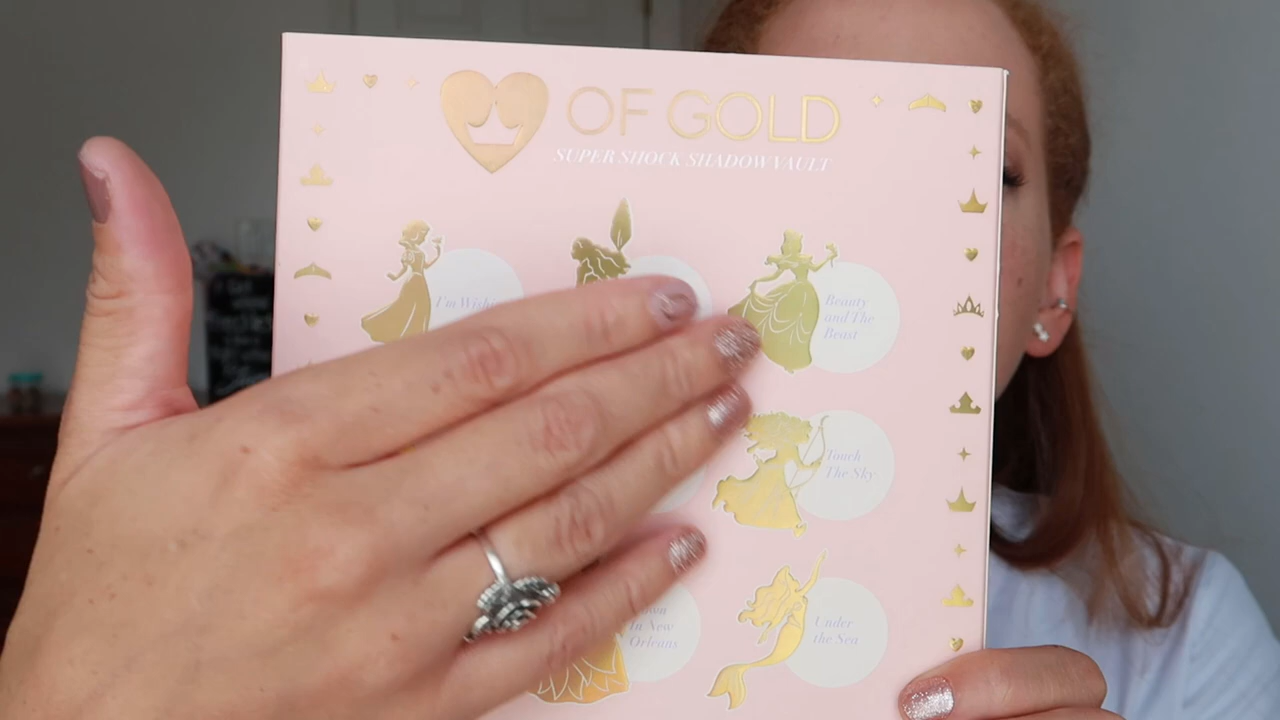 OF GOLD
SUPER SHOCK SHADOW VAULT
I'm
Beauty
and The
Beast
Touch
The Sky
In New
Orleans
Under
the Sea